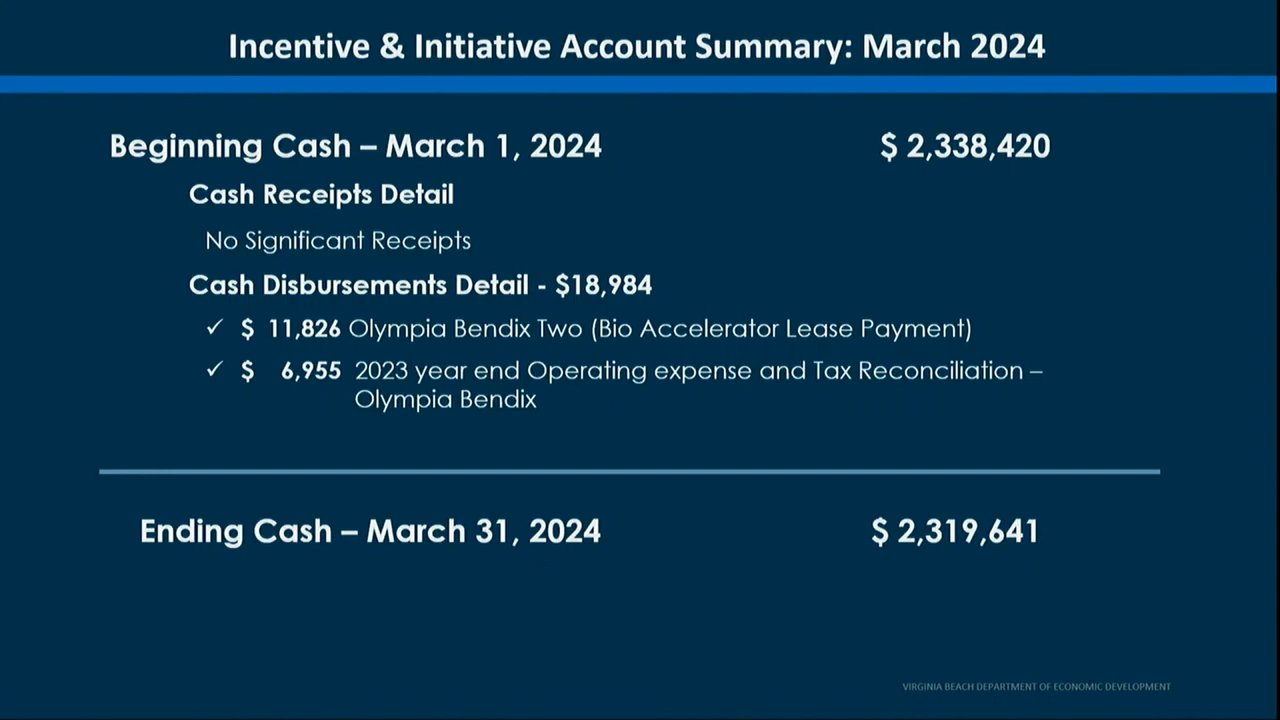 Incentive & Initiative Account Summary: March 2024
Beginning Cash – March 1, 2024 $ 2,338,420
Cash Receipts Detail
No Significant Receipts
Cash Disbursements Detail - $18,984
✓ $ 11,826 Olympia Bendix Two (Bio Accelerator Lease Payment)
✓ $ 6,955 2023 year end Operating expense and Tax Reconciliation –
Olympia Bendix
Ending Cash – March 31, 2024 $ 2,319,641
VIRGINIA BEACH DEPARTMENT OF ECONOMIC DEVELOPMENT